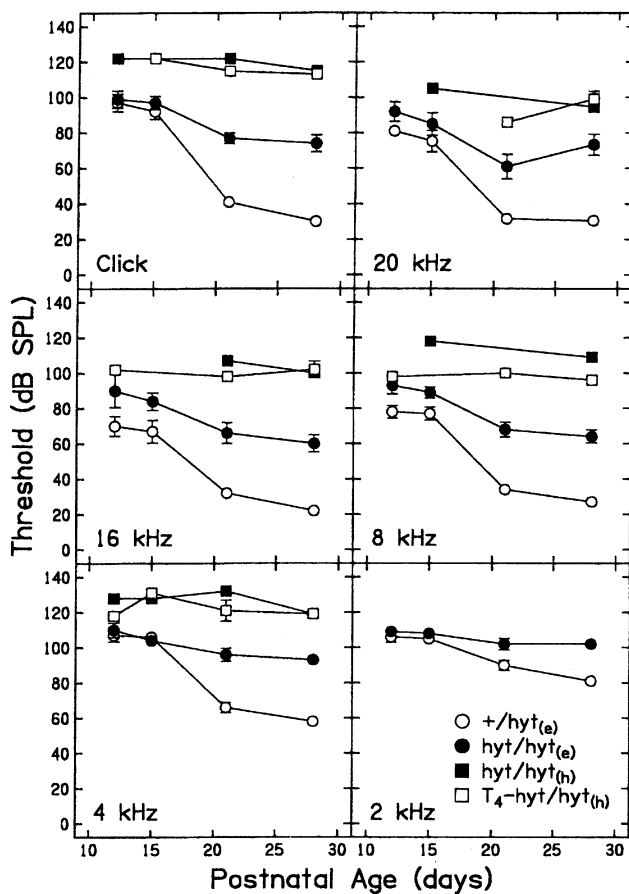 140
120
100
80
60
40
20
0
Click
20 kHz
140
120
100
80
60
40
20
0
16 kHz
8 kHz
140
120
100
80
60
40
20
0
4 kHz
2 kHz
+/hyt(e)
hyt/hyt(e)
hyt/hyt(h)
T4-hyt/hyt(h)
10 15 20 25 30
10 15 20 25 30
Threshold (dB SPL)
Postnatal Age (days)